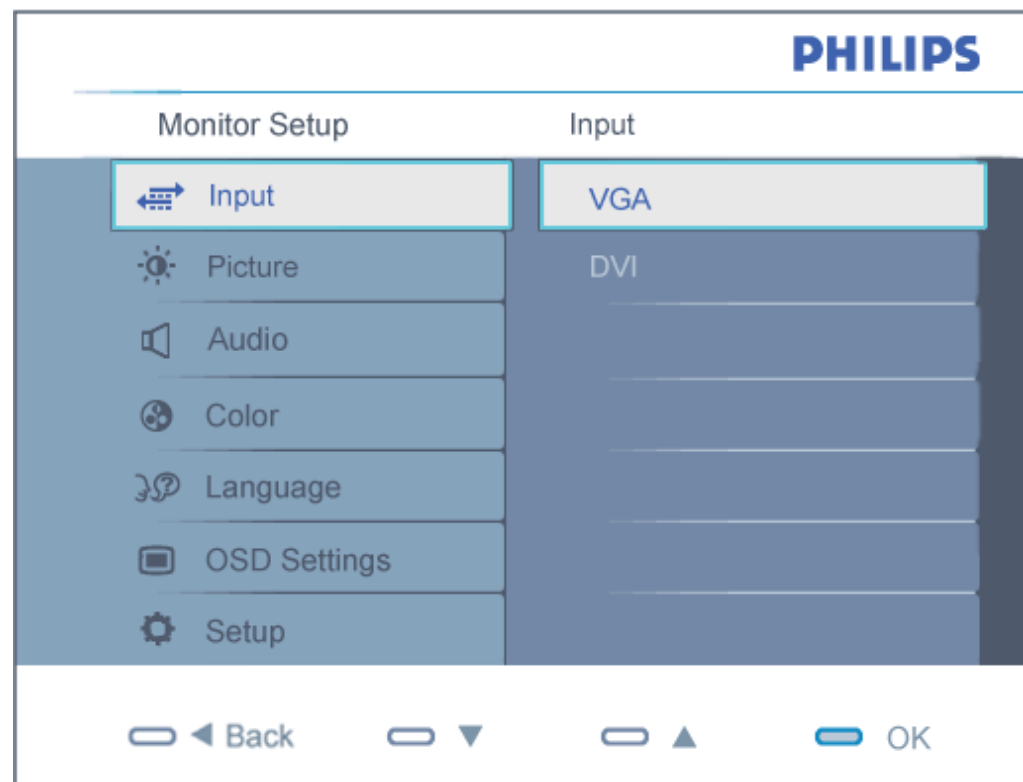 PHILIPS
Monitor Setup Input
Input VGA
Picture DVI
Audio
Color
Language
OSD Settings
Setup
Back OK